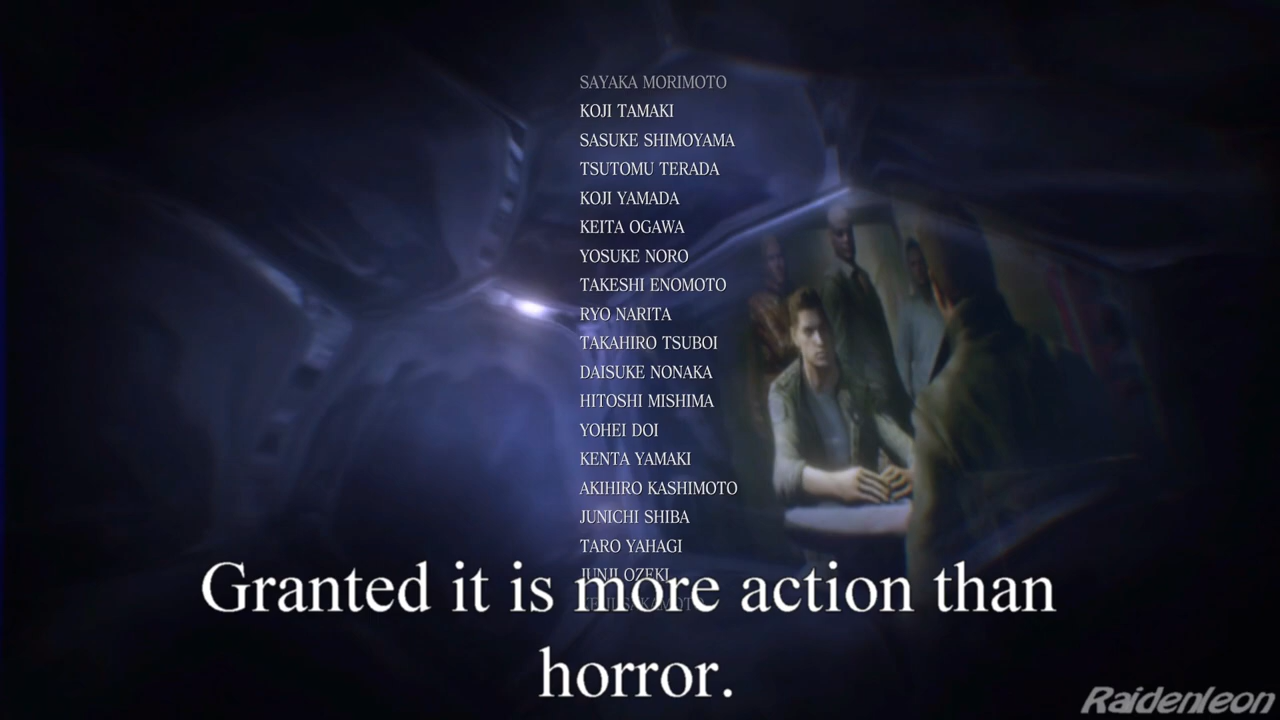 SAYAKA MORIMOTO
KOJI TAMAKI
SASUKE SHIMOYAMA
TSUTOMU TERADA
KOJI YAMADA
KEITA OGAWA
YOSUKE NORO
TAKESHI ENOMOTO
RYO NARITA
TAKAHIRO TSUBOI
DAISUKE NONAKA
HITOSHI MISHIMA
YOHEI DOI
KENTA YAMAKI
AKIHIRO KASHIMOTO
JUNICHI SHIBA
TARO YAHAGI
JUNJI OZEKI
Granted it is more action than
horror.
Raidenleon